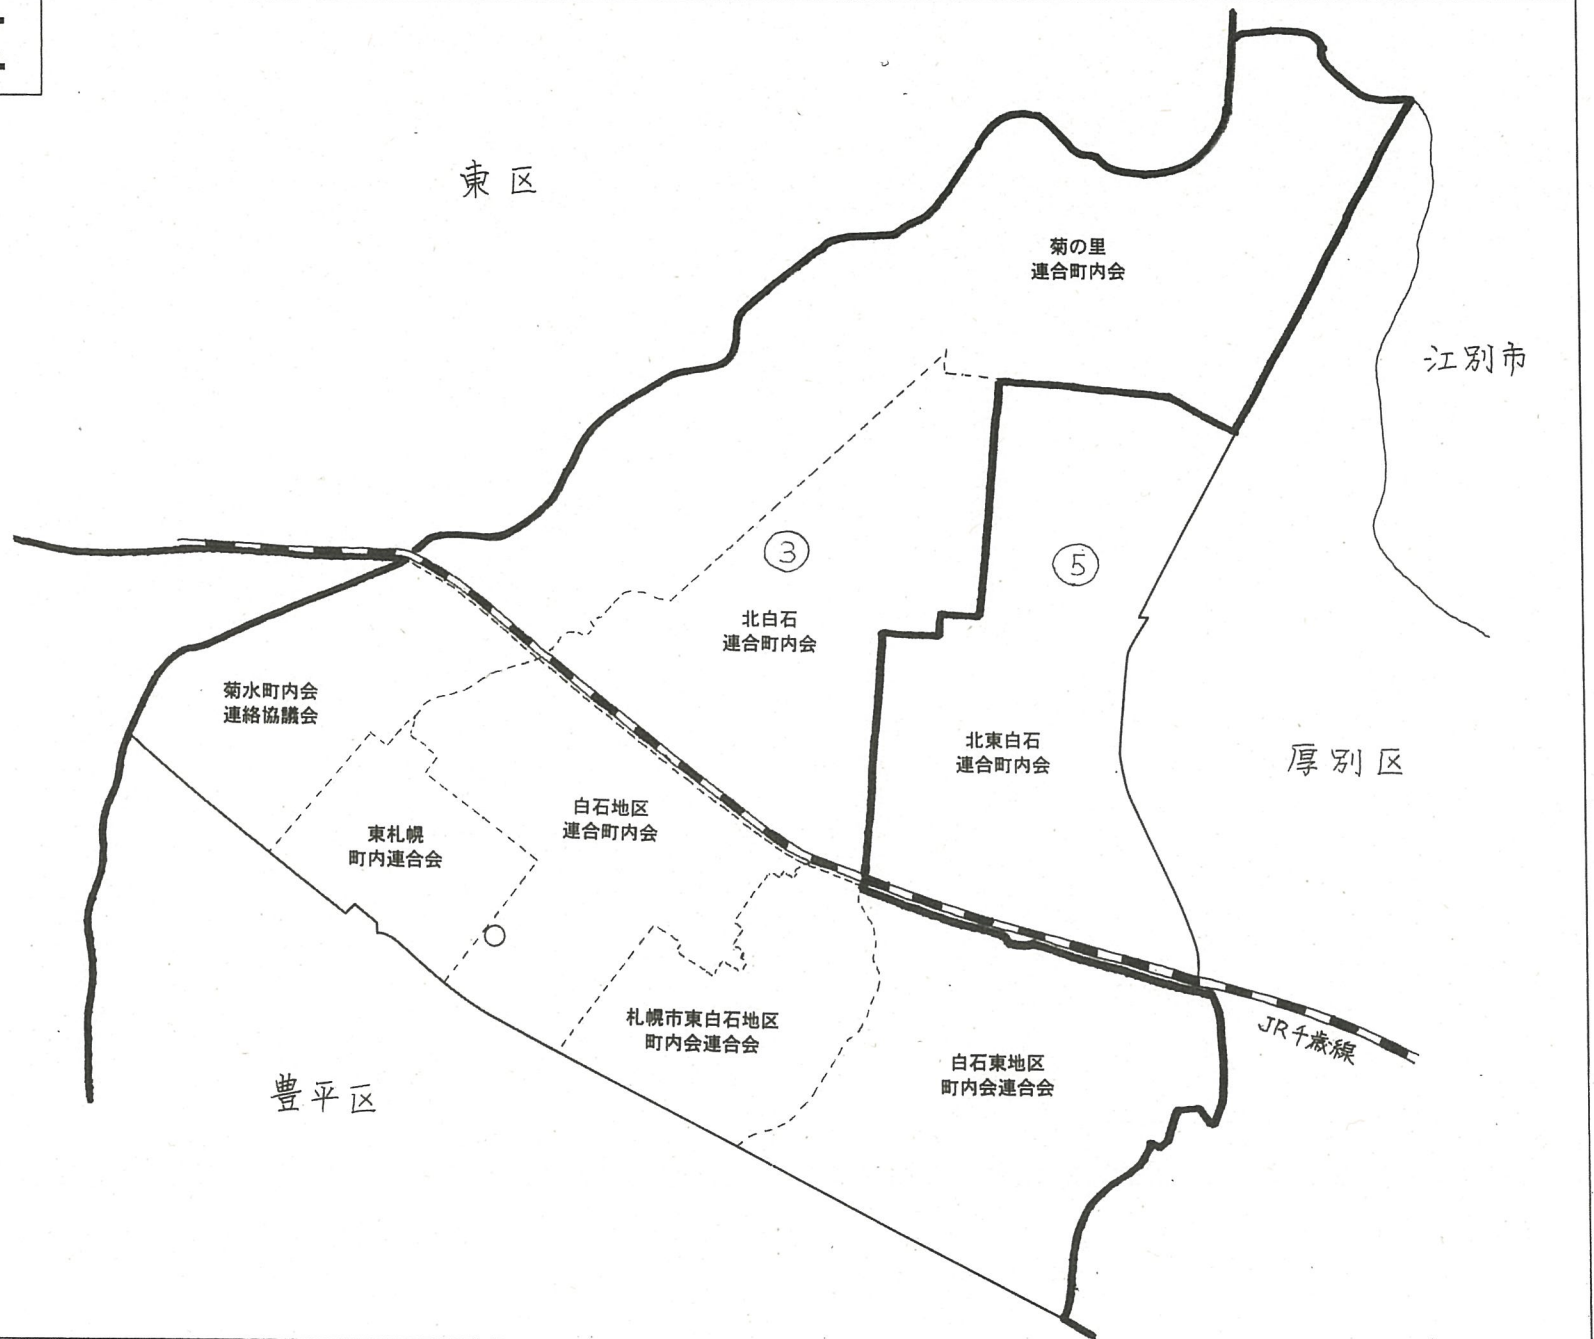 東区
菊の里
連合町内会
江別市
③
⑤
北白石
連合町内会
菊水町内会
連絡協議会
北東白石
連合町内会
厚別区
白石地区
連合町内会
東札幌
町内連合会
札幌市東白石地区
町内会連合会
JR千歳線
白石東地区
町内会連合会
豊平区